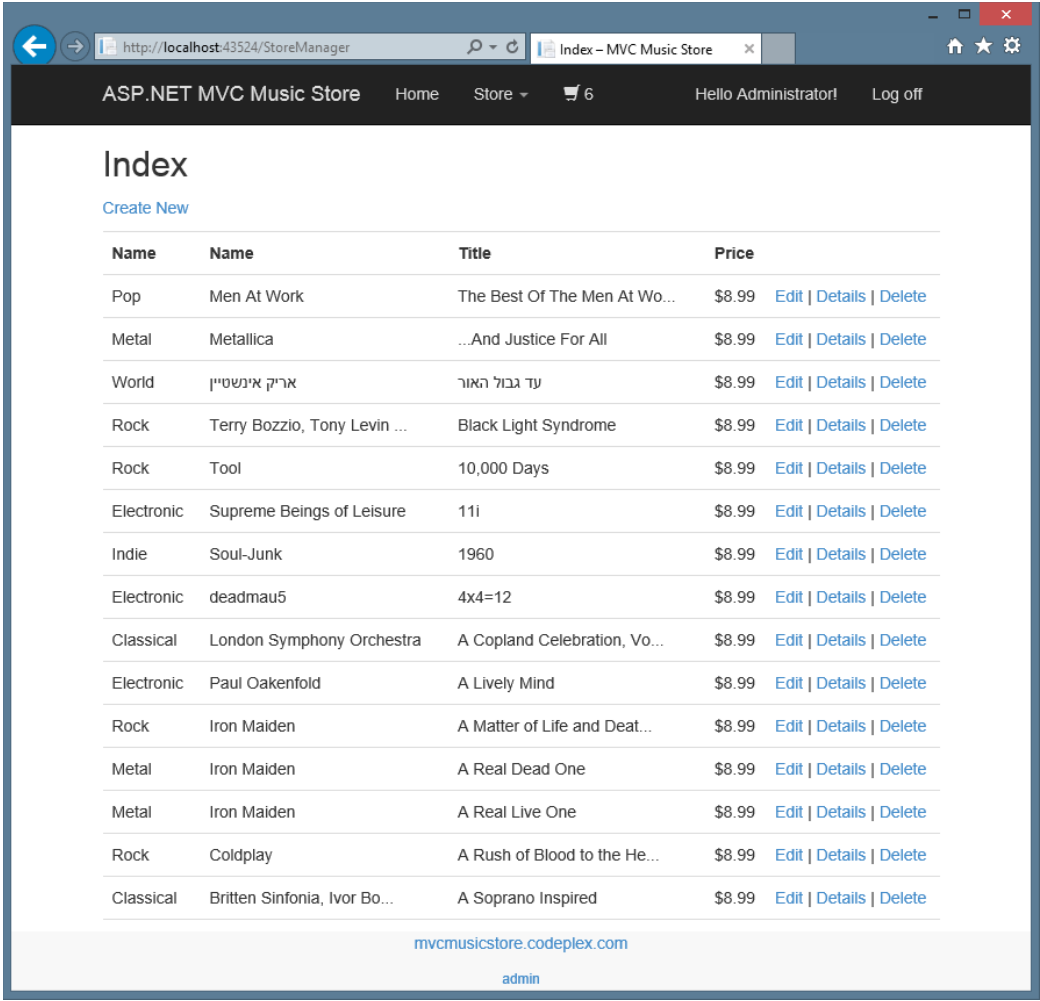 http://localhost:43524/StoreManager
Index – MVC Music Store
ASP.NET MVC Music Store Home Store 6 Hello Administrator! Log off
Index
Create New
Name Name Title Price
Pop Men At Work The Best Of The Men At Wo... $8.99 Edit | Details | Delete
Metal Metallica ...And Justice For All $8.99 Edit | Details | Delete
World אריק אינשטיין עד גבול האור $8.99 Edit | Details | Delete
Rock Terry Bozzio, Tony Levin ... Black Light Syndrome $8.99 Edit | Details | Delete
Rock Tool 10,000 Days $8.99 Edit | Details | Delete
Electronic Supreme Beings of Leisure 11i $8.99 Edit | Details | Delete
Indie Soul-Junk 1960 $8.99 Edit | Details | Delete
Electronic deadmau5 4x4=12 $8.99 Edit | Details | Delete
Classical London Symphony Orchestra A Copland Celebration, Vo... $8.99 Edit | Details | Delete
Electronic Paul Oakenfold A Lively Mind $8.99 Edit | Details | Delete
Rock Iron Maiden A Matter of Life and Deat... $8.99 Edit | Details | Delete
Metal Iron Maiden A Real Dead One $8.99 Edit | Details | Delete
Metal Iron Maiden A Real Live One $8.99 Edit | Details | Delete
Rock Coldplay A Rush of Blood to the He... $8.99 Edit | Details | Delete
Classical Britten Sinfonia, Ivor Bo... A Soprano Inspired $8.99 Edit | Details | Delete
mvcmusicstore.codeplex.com
admin